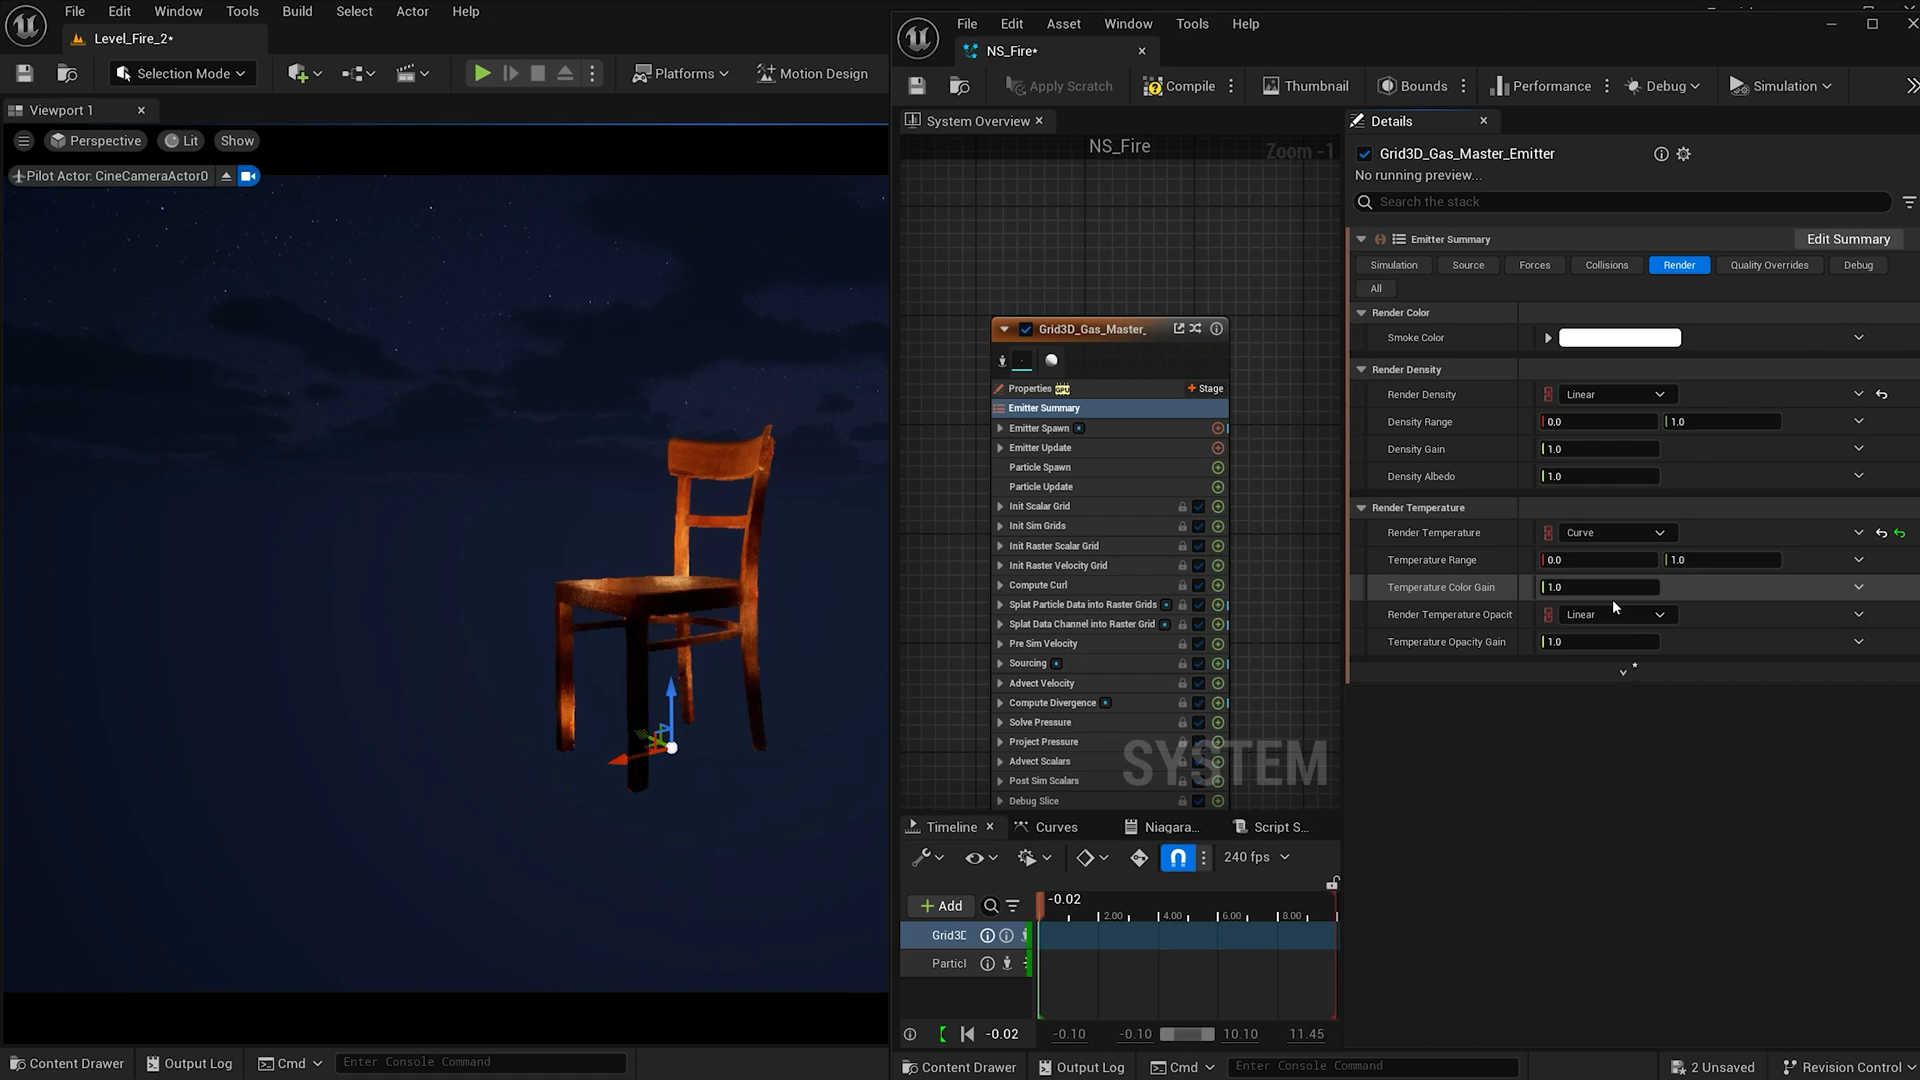 File Edit Window Tools Build Select Actor Help
Level_Fire_2*
Selection Mode
Platforms
Motion Design
Viewport 1
Perspective
Lit
Show
Pilot Actor: CineCameraActor0
Content Drawer
Output Log
Cmd
Enter Console Command
File Edit Asset Window Tools Help
NS_Fire*
Apply Scratch
Compile
Thumbnail
Bounds
Performance
Debug
Simulation
System Overview
NS_Fire
Zoom -1
Grid3D_Gas_Master_
Properties
Stage
Emitter Summary
Emitter Spawn
Emitter Update
Particle Spawn
Particle Update
Init Scalar Grid
Init Sim Grids
Init Raster Scalar Grid
Init Raster Velocity Grid
Compute Curl
Splat Particle Data into Raster Grids
Splat Data Channel into Raster Grid
Pre Sim Velocity
Sourcing
Advect Velocity
Compute Divergence
Solve Pressure
Project Pressure
Advect Scalars
Post Sim Scalars
Debug Slice
SYSTEM
Timeline
Curves
Niagara...
Script S...
240 fps
Add
-0.02
2.00 4.00 6.00 8.00
Grid3D
Particl
-0.02
-0.10
-0.10
10.10
11.45
Content Drawer
Output Log
Cmd
Enter Console Command
2 Unsaved
Revision Control
Details
Grid3D_Gas_Master_Emitter
No running preview...
Search the stack
Emitter Summary
Edit Summary
Simulation
Source
Forces
Collisions
Render
Quality Overrides
Debug
All
Render Color
Smoke Color
Render Density
Render Density Linear
Density Range 0.0 1.0
Density Gain 1.0
Density Albedo 1.0
Render Temperature
Render Temperature Curve
Temperature Range 0.0 1.0
Temperature Color Gain 1.0
Render Temperature Opacit Linear
Temperature Opacity Gain 1.0